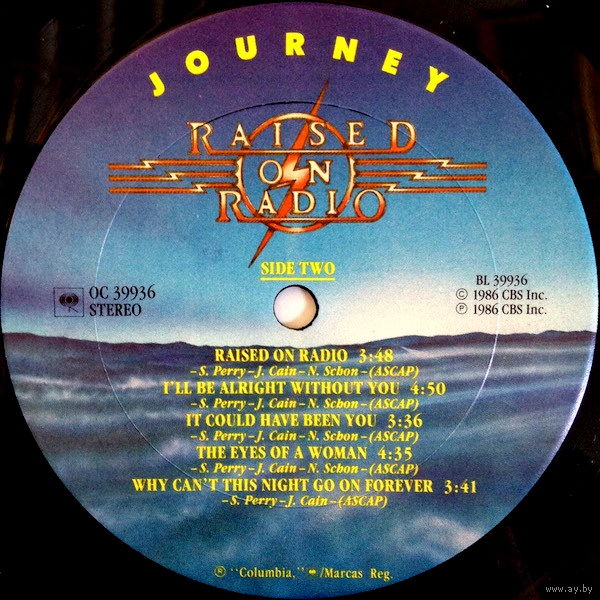 JOURNEY
RAISED
ON
RADIO
SIDE TWO
OC 39936
STEREO
BL 39936
© 1986 CBS Inc.
℗ 1986 CBS Inc.
RAISED ON RADIO 3:48
–S. Perry–J. Cain–N. Schon–(ASCAP)
I'LL BE ALRIGHT WITHOUT YOU 4:50
–S. Perry–J. Cain–N. Schon–(ASCAP)
IT COULD HAVE BEEN YOU 3:36
–S. Perry–J. Cain–N. Schon–(ASCAP)
THE EYES OF A WOMAN 4:35
–S. Perry–J. Cain–N. Schon–(ASCAP)
WHY CAN'T THIS NIGHT GO ON FOREVER 3:41
–S. Perry–J. Cain–(ASCAP)
® "Columbia," /Marcas Reg.
www.ay.by